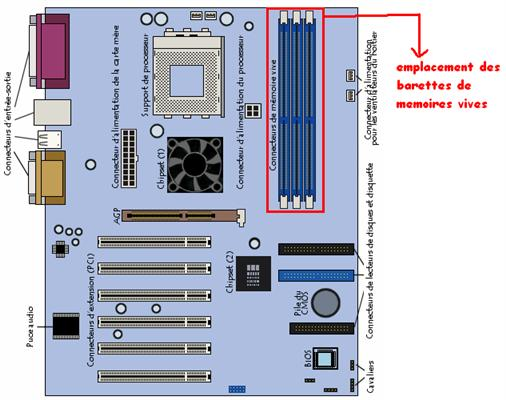 emplacement des
barettes de
memoires vives
Connecteurs d'entrée-sortie
Connecteur d'alimentation de la carte mère
Support de processeur
Connecteur d'alimentation du processeur
Connecteurs de mémoire vive
Connecteur d'alimentation
pour les ventilateurs du boîtier
Chipset (1)
AGP
Connecteurs d'extension (PCI)
Chipset (2)
Connecteurs de lecteurs de disques et disquette
Pile du
CMOS
Puce audio
BIOS
Cavaliers